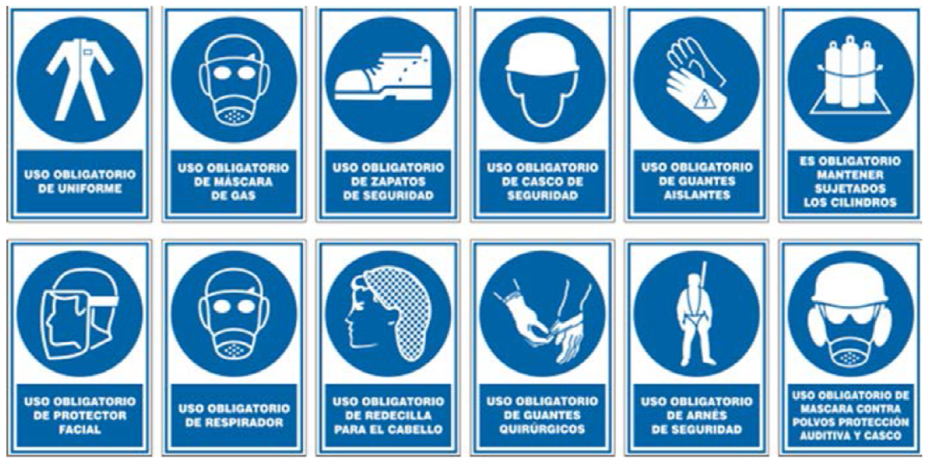 USO OBLIGATORIO
DE UNIFORME
USO OBLIGATORIO
DE MÁSCARA
DE GAS
USO OBLIGATORIO
DE ZAPATOS
DE SEGURIDAD
USO OBLIGATORIO
DE CASCO DE
SEGURIDAD
USO OBLIGATORIO
DE GUANTES
AISLANTES
ES OBLIGATORIO
MANTENER
SUJETADOS
LOS CILINDROS
USO OBLIGATORIO
DE PROTECTOR
FACIAL
USO OBLIGATORIO
DE RESPIRADOR
USO OBLIGATORIO
DE REDECILLA
PARA EL CABELLO
USO OBLIGATORIO
DE GUANTES
QUIRÚRGICOS
USO OBLIGATORIO
DE ARNÉS
DE SEGURIDAD
USO OBLIGATORIO DE
MASCARA CONTRA
POLVOS PROTECCIÓN
AUDITIVA Y CASCO